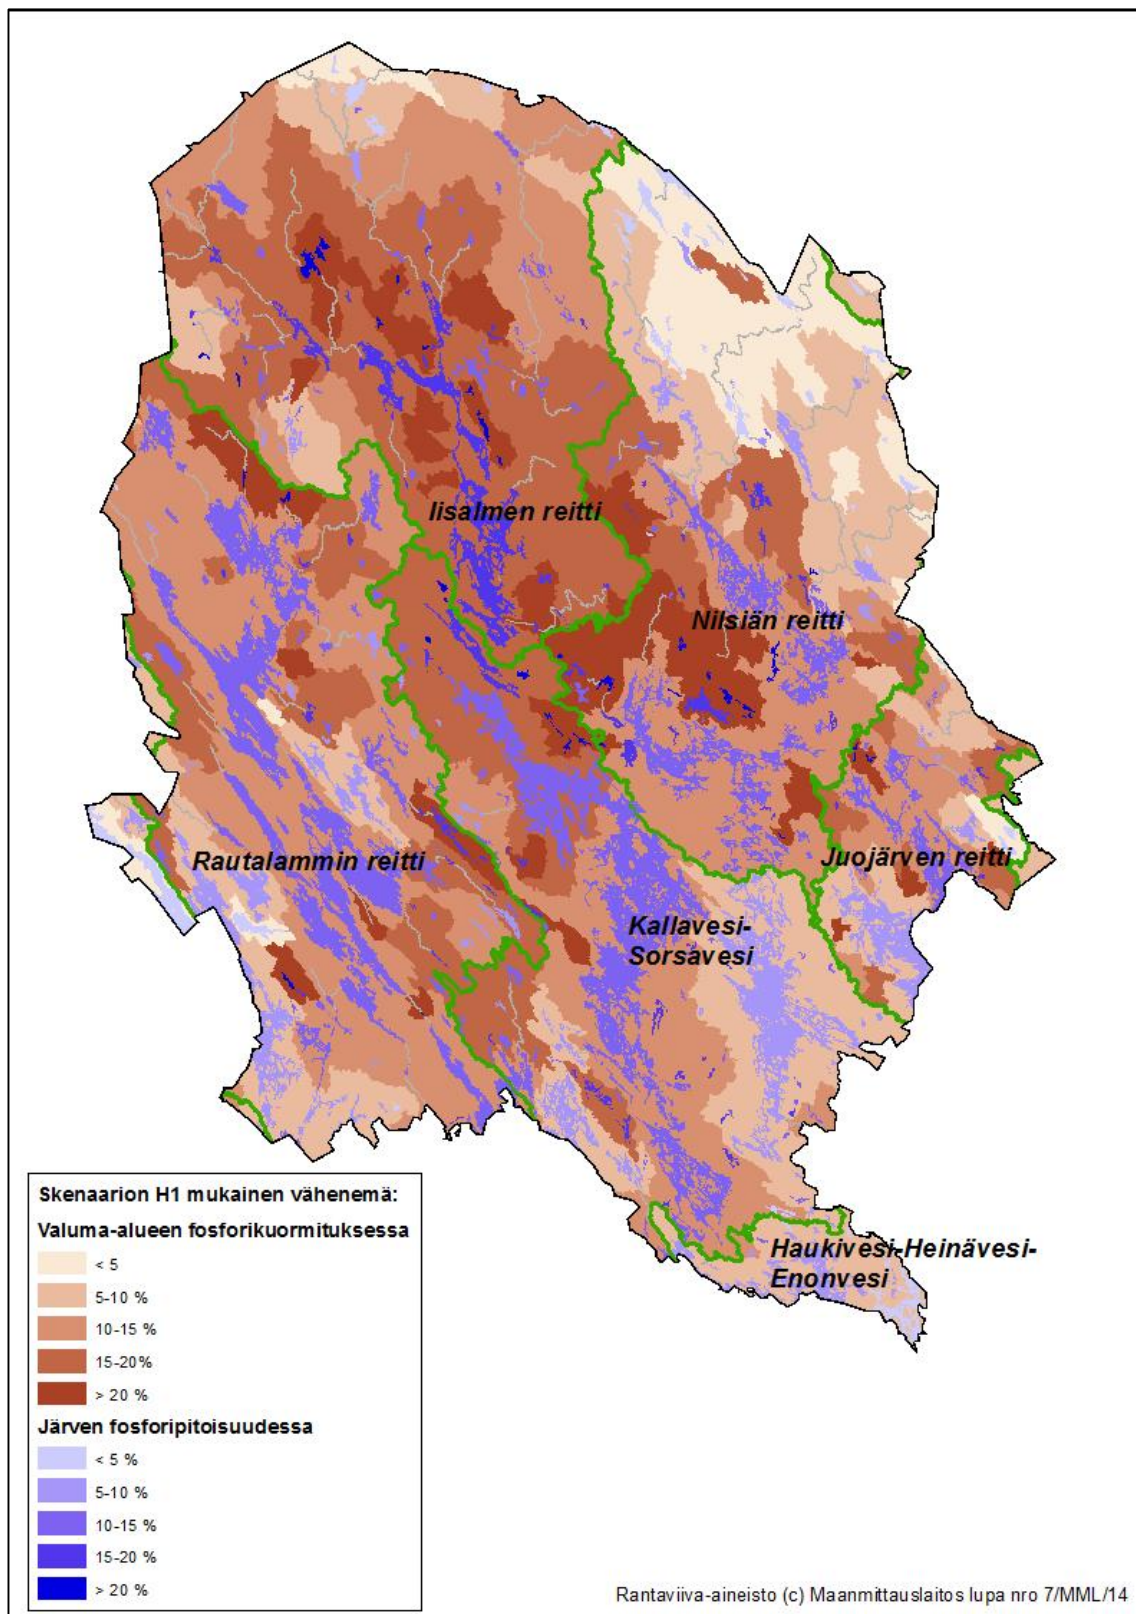 Iisalmen reitti
Nilsiän reitti
Rautalammin reitti
Juojärven reitti
Kallavesi-
Sorsavesi
Haukivesi-Heinävesi-
Enonvesi
Skenaarion H1 mukainen vähenemä:
Valuma-alueen fosforikuormituksessa
< 5
5-10 %
10-15 %
15-20%
> 20 %
Järven fosforipitoisuudessa
< 5 %
5-10 %
10-15 %
15-20 %
> 20 %
Rantaviiva-aineisto (c) Maanmittauslaitos lupa nro 7/MML/14